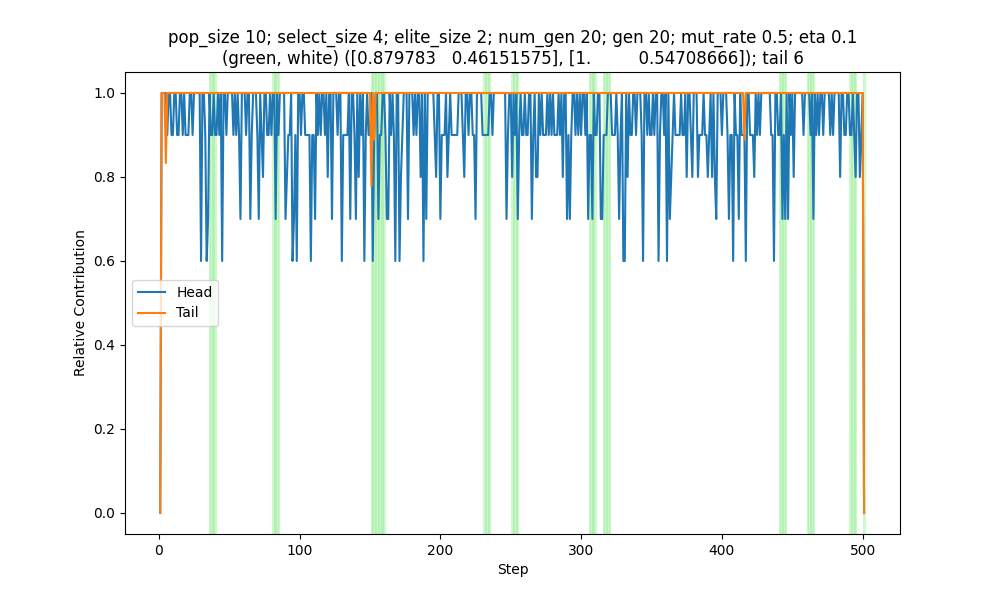 pop_size 10; select_size 4; elite_size 2; num_gen 20; gen 20; mut_rate 0.5; eta 0.1
(green, white) ([0.879783   0.46151575], [1.          0.54708666]); tail 6
1.0
0.8
0.6
0.4
0.2
0.0
Relative Contribution
Head
Tail
0 100 200 300 400 500
Step